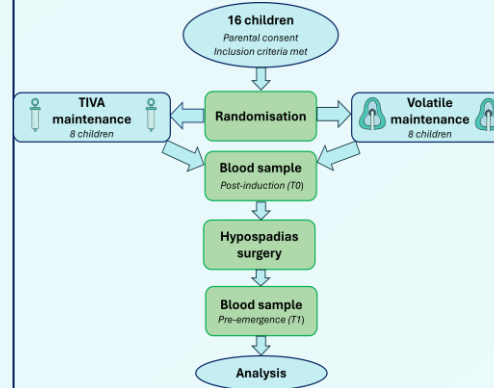 16 children
Parental consent
Inclusion criteria met
TIVA
maintenance
8 children
Randomisation
Volatile
maintenance
8 children
Blood sample
Post-induction (T0)
Hypospadias
surgery
Blood sample
Pre-emergence (T1)
Analysis